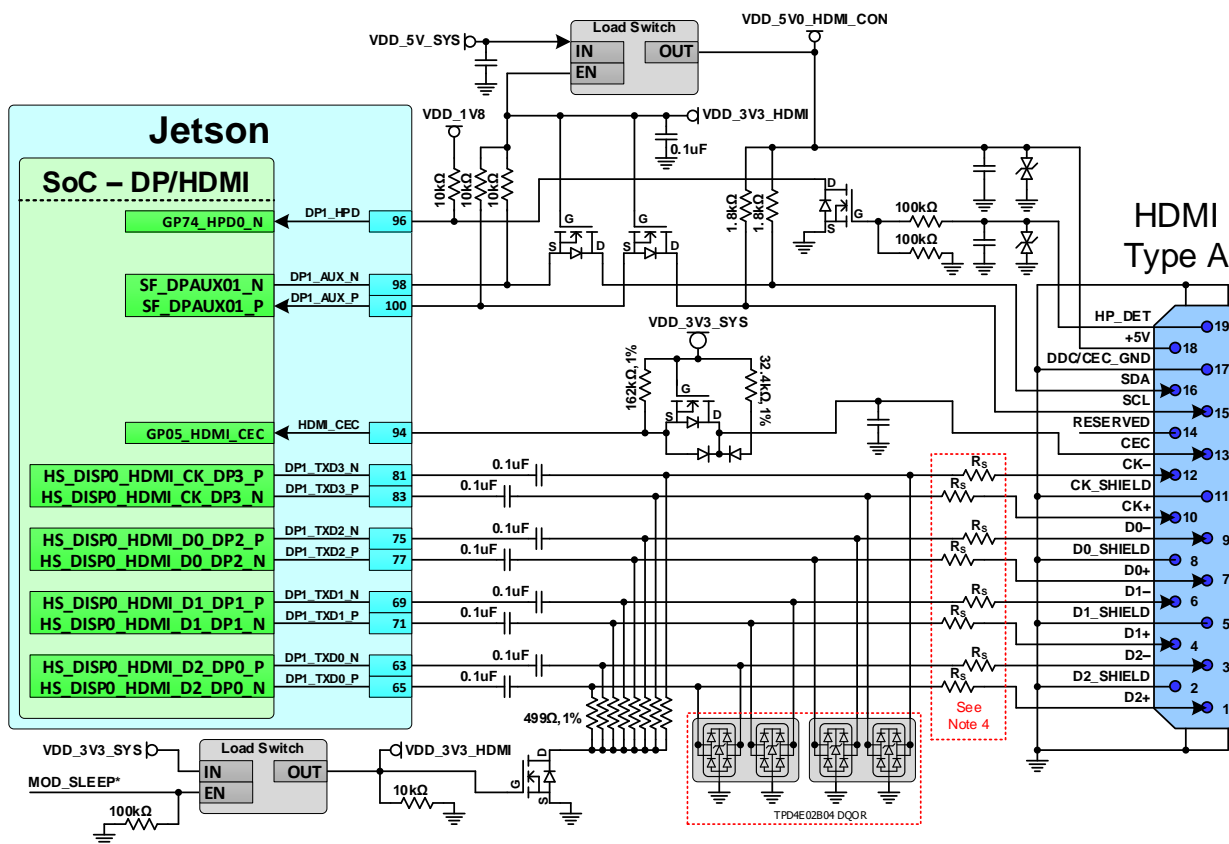 Load Switch
VDD_5V_SYS
IN
OUT
EN
VDD_5V0_HDMI_CON
Jetson
SoC – DP/HDMI
VDD_1V8
VDD_3V3_HDMI
0.1uF
10kΩ
10kΩ
10kΩ
1.8kΩ
1.8kΩ
D
G
S
100kΩ
100kΩ
HDMI
Type A
GP74_HPD0_N
DP1_HPD
96
G
S
D
G
S
D
SF_DPAUX01_N
DP1_AUX_N
98
SF_DPAUX01_P
DP1_AUX_P
100
VDD_3V3_SYS
162kΩ,1%
G
S
D
32.4kΩ,1%
GP05_HDMI_CEC
HDMI_CEC
94
HP_DET
19
+5V
18
DDC/CEC_GND
17
SDA
16
SCL
15
RESERVED
14
CEC
13
CK–
12
CK_SHIELD
11
CK+
10
D0–
9
D0_SHIELD
8
D0+
7
D1–
6
D1_SHIELD
5
D1+
4
D2–
3
D2_SHIELD
2
D2+
1
HS_DISP0_HDMI_CK_DP3_P
DP1_TXD3_N
81
0.1uF
RS
HS_DISP0_HDMI_CK_DP3_N
DP1_TXD3_P
83
0.1uF
RS
HS_DISP0_HDMI_D0_DP2_P
DP1_TXD2_N
75
0.1uF
RS
HS_DISP0_HDMI_D0_DP2_N
DP1_TXD2_P
77
0.1uF
RS
HS_DISP0_HDMI_D1_DP1_P
DP1_TXD1_N
69
0.1uF
RS
HS_DISP0_HDMI_D1_DP1_N
DP1_TXD1_P
71
0.1uF
RS
HS_DISP0_HDMI_D2_DP0_P
DP1_TXD0_N
63
0.1uF
RS
HS_DISP0_HDMI_D2_DP0_N
DP1_TXD0_P
65
0.1uF
RS
See
Note 4
499Ω,1%
VDD_3V3_SYS
Load Switch
IN
OUT
EN
MOD_SLEEP*
100kΩ
VDD_3V3_HDMI
10kΩ
D
G
S
TPD4E02B04 DQOR